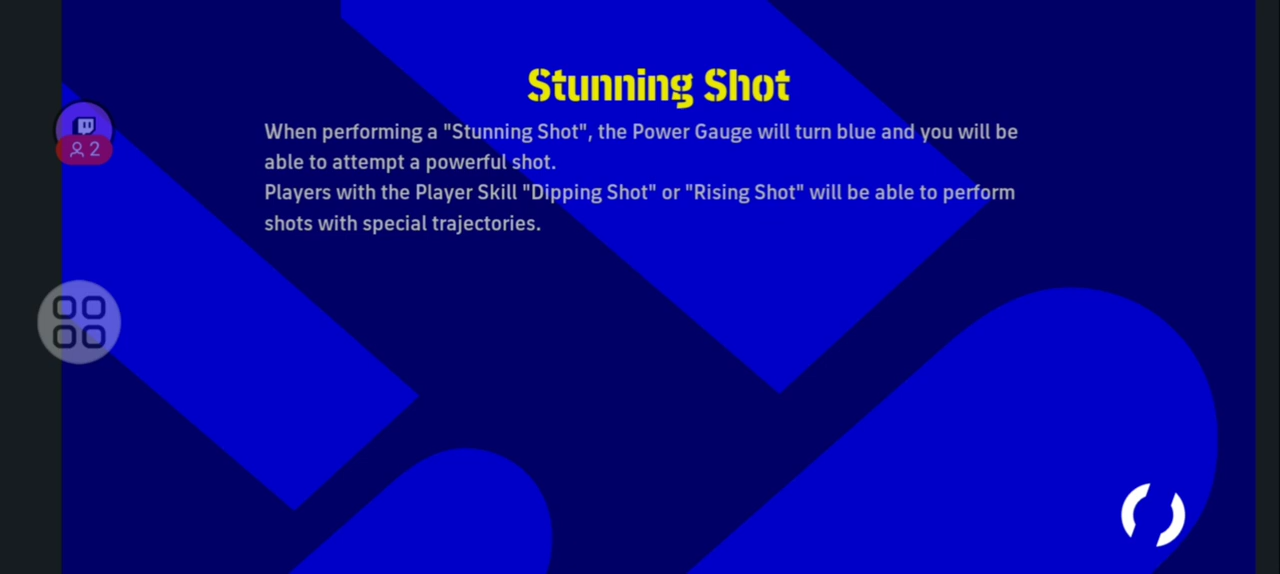 Stunning Shot
When performing a "Stunning Shot", the Power Gauge will turn blue and you will be
able to attempt a powerful shot.
Players with the Player Skill "Dipping Shot" or "Rising Shot" will be able to perform
shots with special trajectories.
2